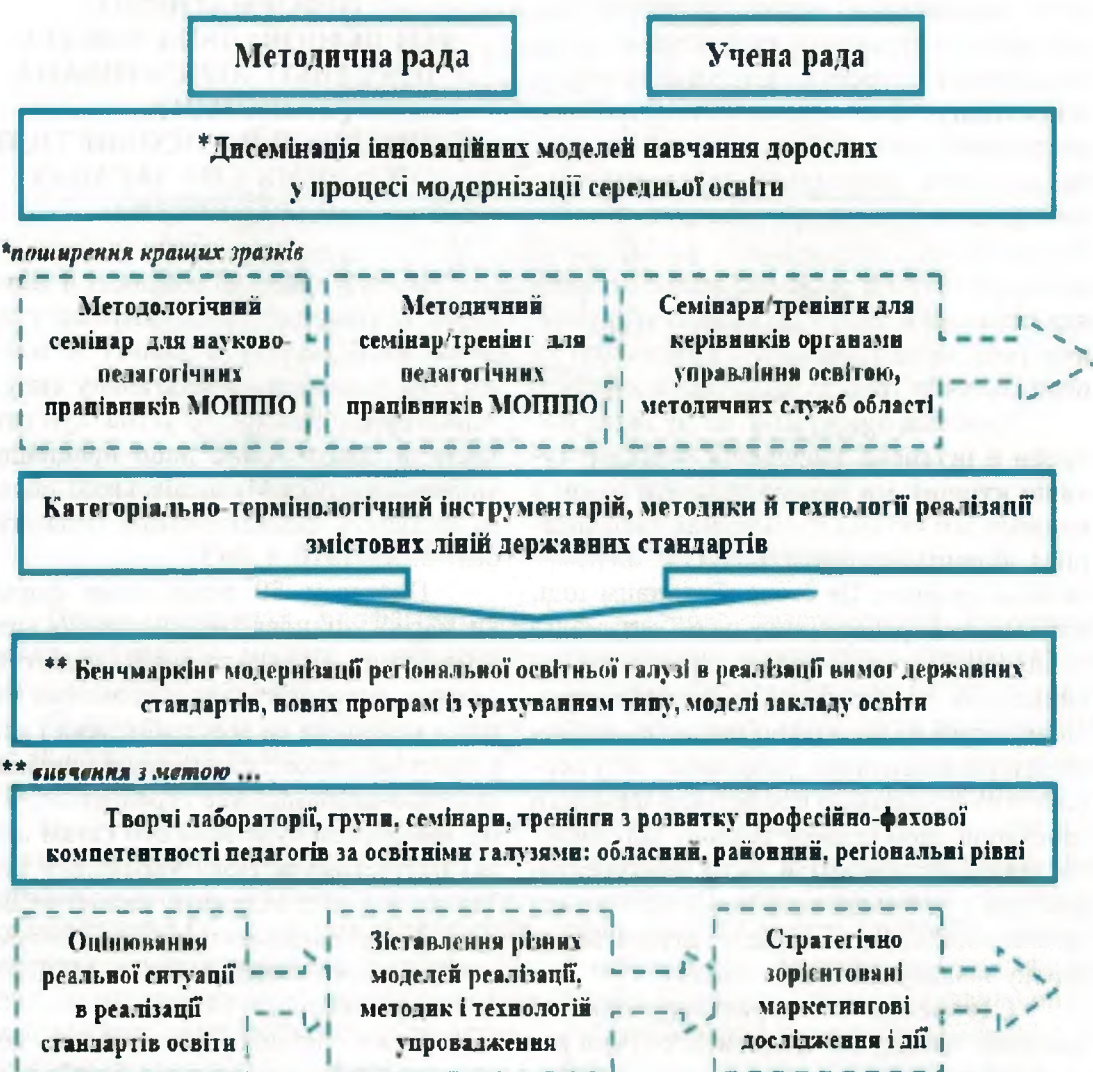 Методична рада
Учена рада
*Дисемінація інноваційних моделей навчання дорослих
у процесі модернізації середньої освіти
*поширення кращих зразків
Методологічний
семінар для науково-
педагогічних
працівників МОІППО
Методичний
семінар/тренінг для
педагогічних
працівників МОІППО
Семінари/тренінги для
керівників органами
управління освітою,
методичних служб області
Категоріально-термінологічний інструментарій, методики й технології реалізації
змістових ліній державних стандартів
** Бенчмаркінг модернізації регіональної освітньої галузі в реалізації вимог державних
стандартів, нових програм із урахуванням типу, моделі закладу освіти
** вивчення з метою ...
Творчі лабораторії, групи, семінари, тренінги з розвитку професійно-фахової
компетентності педагогів за освітніми галузями: обласний, районний, регіональні рівні
Оцінювання
реальної ситуації
в реалізації
стандартів освіти
Зіставлення різних
моделей реалізації,
методик і технологій
упровадження
Стратегічно
зорієнтовані
маркетингові
дослідження і дії